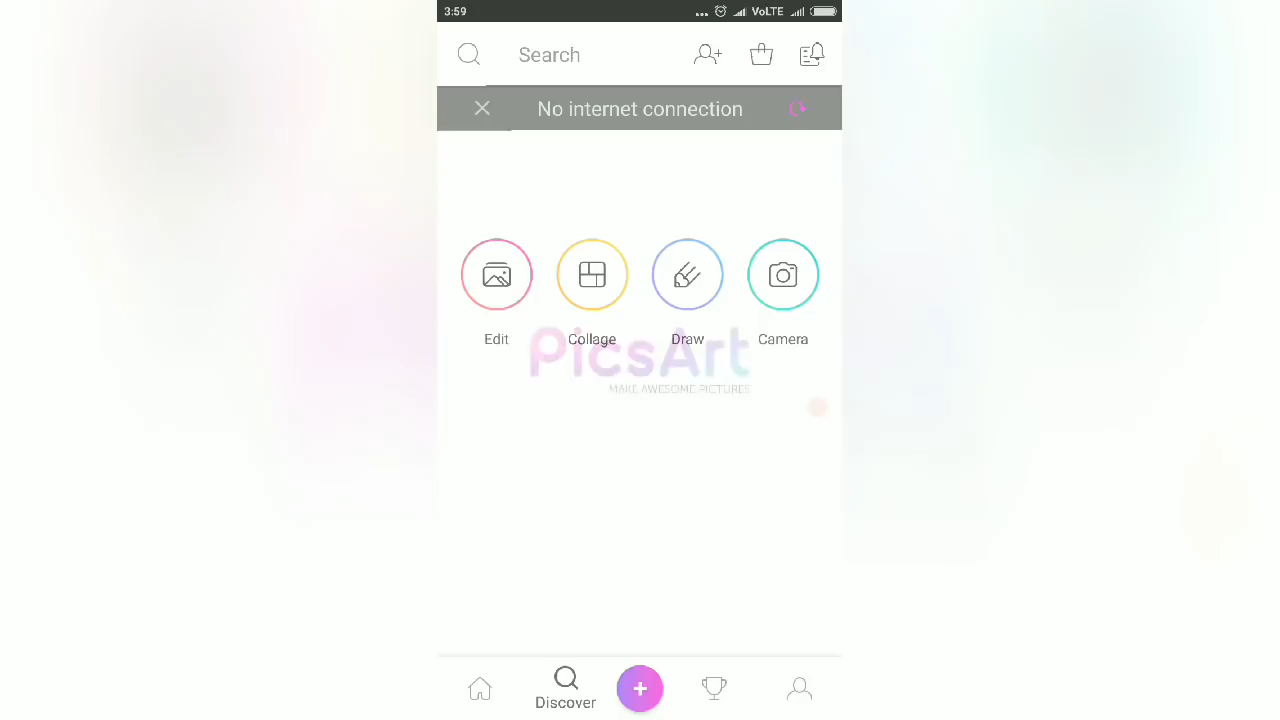 3:59
VoLTE
Search
No internet connection
Edit
Collage
Draw
Camera
PicsArt
MAKE AWESOME PICTURES
Discover